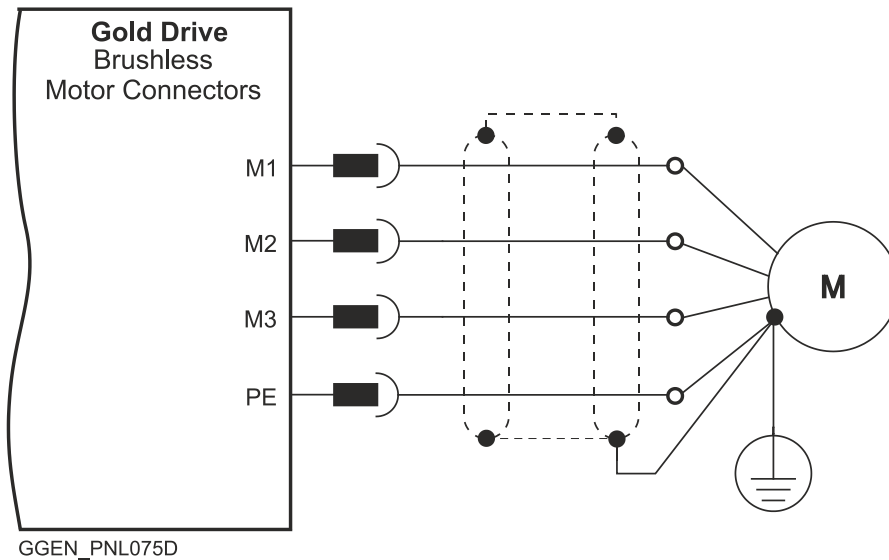 Gold Drive
Brushless
Motor Connectors
M1
M2
M3
PE
M
GGEN_PNL075D